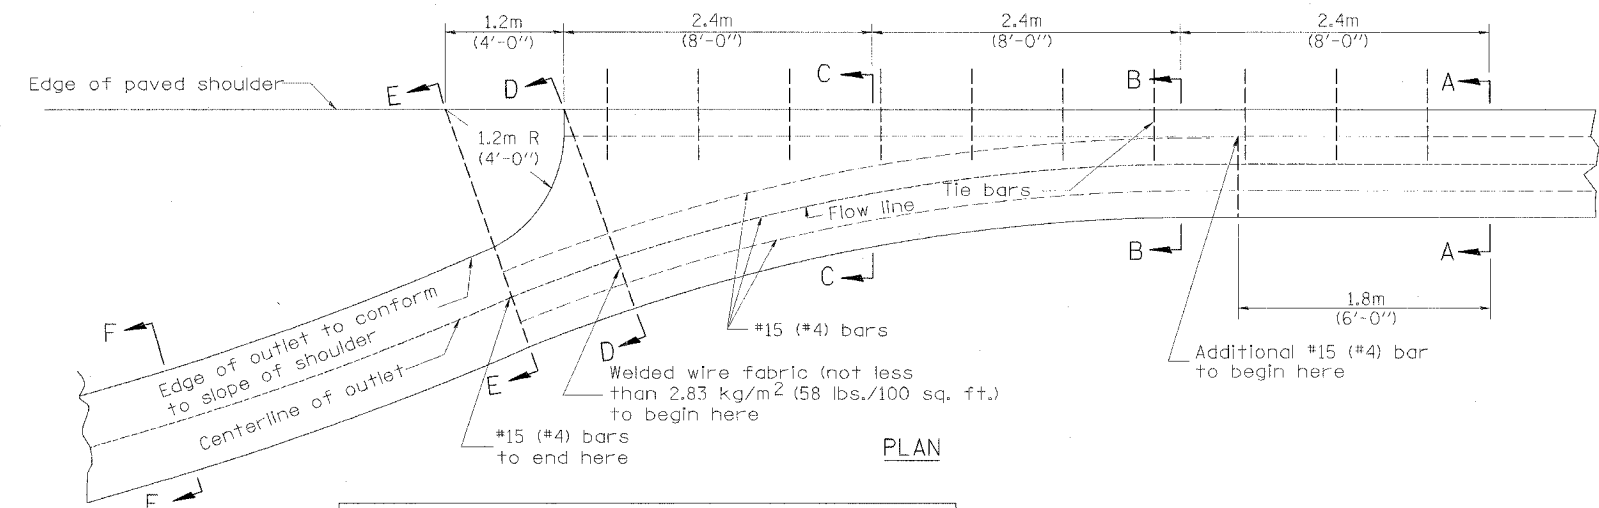 1.2m
(4'-0")
2.4m
(8'-0")
2.4m
(8'-0")
2.4m
(8'-0")
Edge of paved shoulder
E
D
C
B
A
1.2m R
(4'-0")
Tie bars
Flow line
B
A
C
1.8m
(6'-0")
#15 (#4) bars
F
D
E
Edge of outlet to conform
to slope of shoulder
Centerline of outlet
Additional #15 (#4) bar
to begin here
Welded wire fabric (not less
than 2.83 kg/m2 (58 lbs./100 sq. ft.)
to begin here
#15 (#4) bars
to end here
PLAN
F